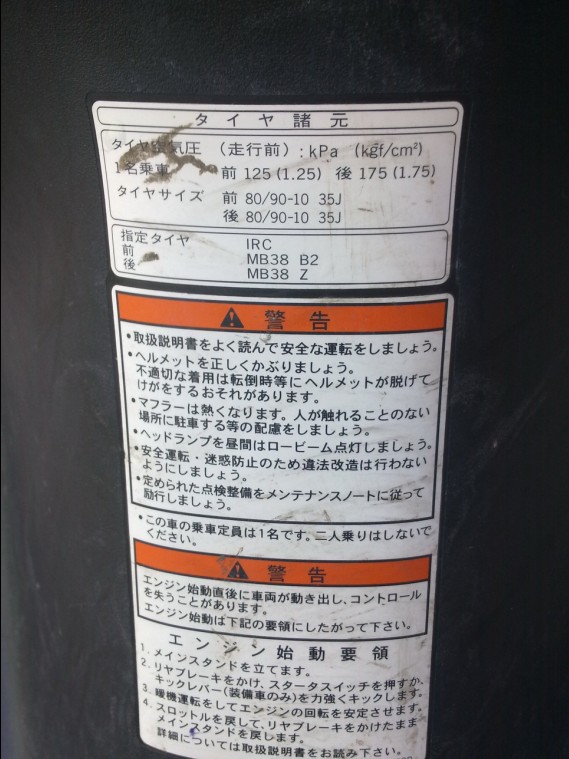 タイヤ諸元
タイヤ空気圧 (走行前):kPa (kgf/cm²)
1名乗車 前 125 (1.25) 後 175 (1.75)
タイヤサイズ 前 80/90-10 35J
後 80/90-10 35J
指定タイヤ IRC
前 MB38 B2
後 MB38 Z
警告
・取扱説明書をよく読んで安全な運転をしましょう。
・ヘルメットを正しくかぶりましょう。
不適切な着用は転倒時等にヘルメットが脱げて
けがをするおそれがあります。
・マフラーは熱くなります。人が触れることのない
場所に駐車する等の配慮をしましょう。
・ヘッドランプを昼間はロービーム点灯しましょう。
・安全運転・迷惑防止のため違法改造は行わない
ようにしましょう。
・定められた点検整備をメンテナンスノートに従って
励行しましょう。
・この車の乗車定員は1名です。二人乗りはしないで
ください。
警告
エンジン始動直後に車両が動き出し、コントロール
を失うことがあります。
エンジン始動は下記の要領にしたがって下さい。
エンジン始動要領
1. メインスタンドを立てます。
2. リヤブレーキをかけ、スタータスイッチを押すか、
キックレバー(装備車のみ)を力強くキックします。
3. 暖機運転をしてエンジンの回転を安定させます。
4. スロットルを戻して、リヤブレーキをかけたまま
メインスタンドを戻します。
詳細については取扱説明書をお読み下さい。